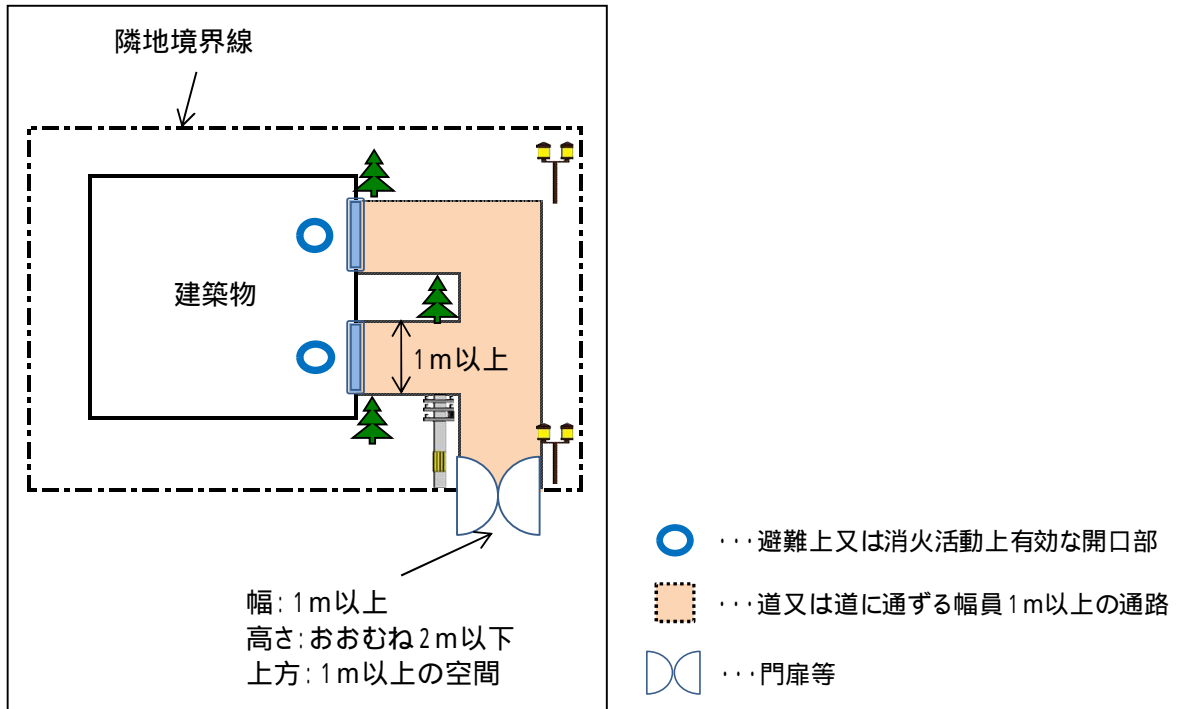 隣地境界線
建築物
1m以上
幅:1m以上
高さ:おおむね2m以下
上方:1m以上の空間
・・・避難上又は消火活動上有効な開口部
・・・道又は道に通ずる幅員1m以上の通路
・・・門扉等